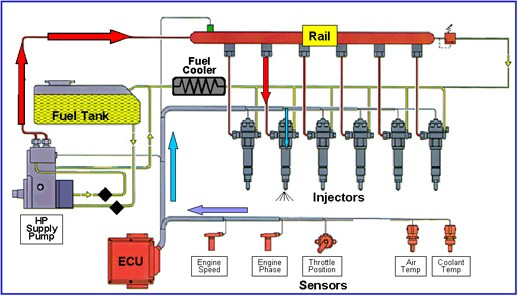 Rail
Fuel
Cooler
Fuel Tank
Injectors
HP
Supply
Pump
ECU
Engine
Speed
Engine
Phase
Throttle
Position
Air
Temp
Coolant
Temp
Sensors